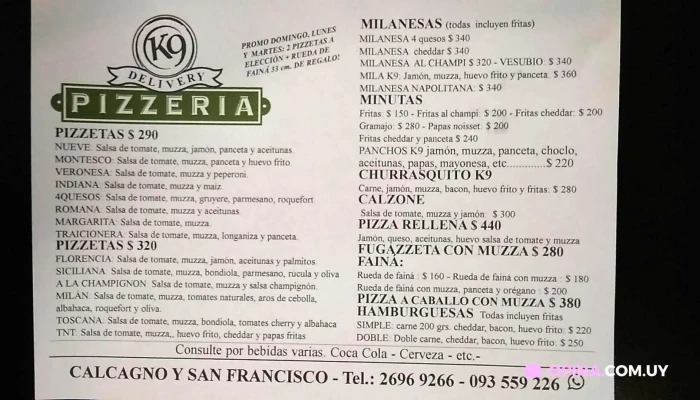 K9
DELIVERY
PIZZERIA
PROMO DOMINGO, LUNES
Y MARTES: 2 PIZZETAS A
ELECCIÓN + RUEDA DE
FAINÁ 33 cm. DE REGALO!
PIZZETAS $ 290
NUEVE: Salsa de tomate, muzza, jamón, panceta y aceitunas.
MONTESCO: Salsa de tomate, muzza, panceta y huevo frito.
VERONESA: Salsa de tomate, muzza y peperoni.
INDIANA: Salsa de tomate, muzza y maíz.
4QUESOS: Salsa de tomate, muzza, gruyere, parmesano, roquefort.
ROMANA: Salsa de tomate, muzza y aceitunas.
MARGARITA: Salsa de tomate, muzza.
TRAICIONERA: Salsa de tomate, muzza, longaniza y panceta.
PIZZETAS $ 320
FLORENCIA: Salsa de tomate, muzza, jamón, aceitunas y palmitos.
SICILIANA: Salsa de tomate, muzza, bondiola, parmesano, rucula y oliva
A LA CHAMPIGNON: Salsa de tomate, muzza y salsa champignón.
MILÁN: Salsa de tomate, muzza, tomates naturales, aros de cebolla,
albahaca, roquefort y oliva.
TOSCANA: Salsa de tomate, muzza, bondiola, tomates cherry y albahaca
TNT: Salsa de tomate, muzza,, huevo frito, cheddar y papas fritas
MILANESAS (todas incluyen fritas)
MILANESA 4 quesos $ 340
MILANESA cheddar $ 340
MILANESA AL CHAMPI $ 320 - VESUBIO: $ 340
MILA K9: Jamón, muzza, huevo frito y panceta: $ 360
MILANESA NAPOLITANA: $ 340
MINUTAS
Fritas: $ 150 - Fritas al champi: $ 200 - Fritas cheddar: $ 200
Gramajo: $ 280 - Papas noisset: $ 200
Fritas cheddar y panceta $ 240
PANCHOS K9 jamón, muzza, panceta, choclo,
aceitunas, papas, mayonesa, etc............$ 220
CHURRASQUITO K9
Carne, jamón, muzza, bacon, huevo frito y fritas: $ 280
CALZONE
Salsa de tomate, muzza y jamón: $ 300
PIZZA RELLENA $ 440
Jamón, queso, aceitunas, huevo salsa de tomate y muzza
FUGAZZETA CON MUZZA $ 280
FAINÁ:
Rueda de fainá : $ 160 - Rueda de fainá con muzza : $ 180
Rueda de fainá con muzza, panceta y orégano : $ 200
PIZZA A CABALLO CON MUZZA $ 380
HAMBURGUESAS Todas incluyen fritas
SIMPLE: carne 200 grs. cheddar, bacon, huevo frito: $ 220
DOBLE: Doble carne, cheddar, bacon, huevo frito: $ 250
Consulte por bebidas varias. Coca Cola - Cerveza - etc.-
CALCAGNO Y SAN FRANCISCO - Tel.: 2696 9266 - 093 559 226
.COM.UY